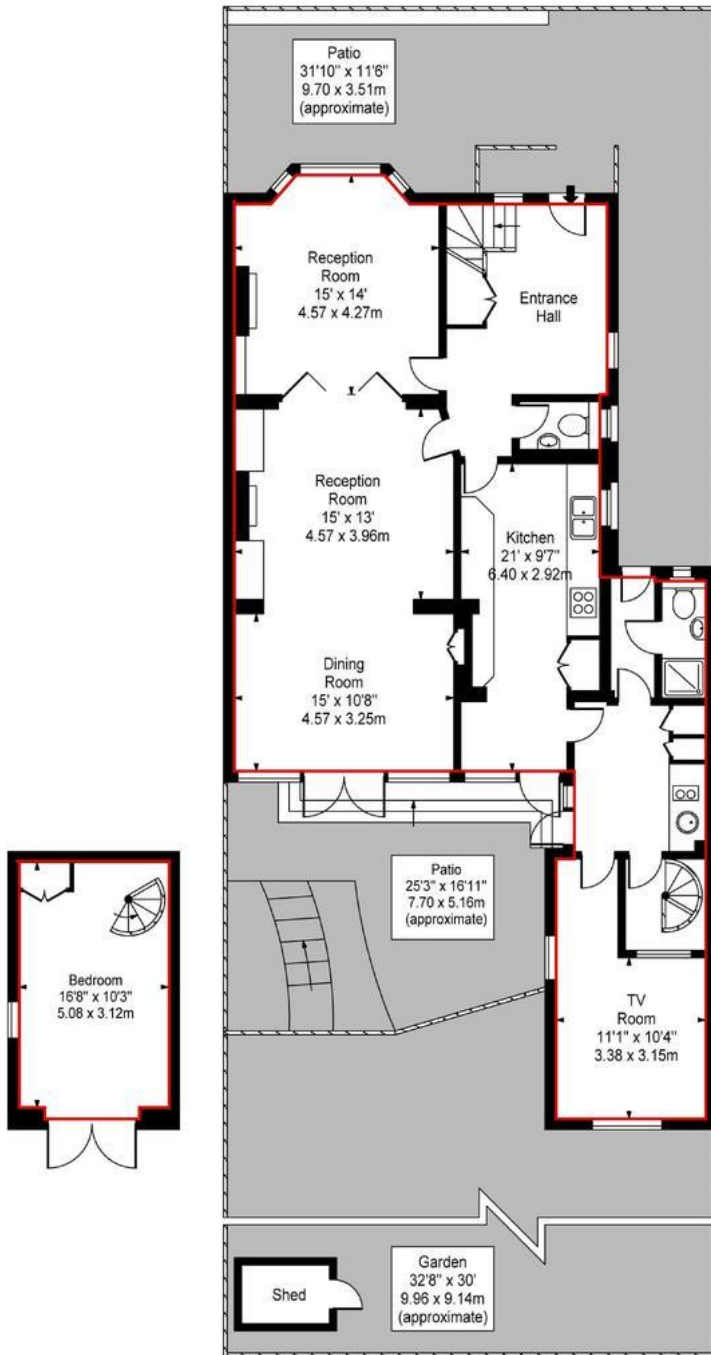 Patio
31'10" x 11'6"
9.70 x 3.51m
(approximate)
Reception
Room
15' x 14'
4.57 x 4.27m
Entrance
Hall
Reception
Room
15' x 13'
4.57 x 3.96m
Kitchen
21' x 9'7"
6.40 x 2.92m
Dining
Room
15' x 10'8"
4.57 x 3.25m
Patio
25'3" x 16'11"
7.70 x 5.16m
(approximate)
Bedroom
16'8" x 10'3"
5.08 x 3.12m
TV
Room
11'1" x 10'4"
3.38 x 3.15m
Shed
Garden
32'8" x 30'
9.96 x 9.14m
(approximate)